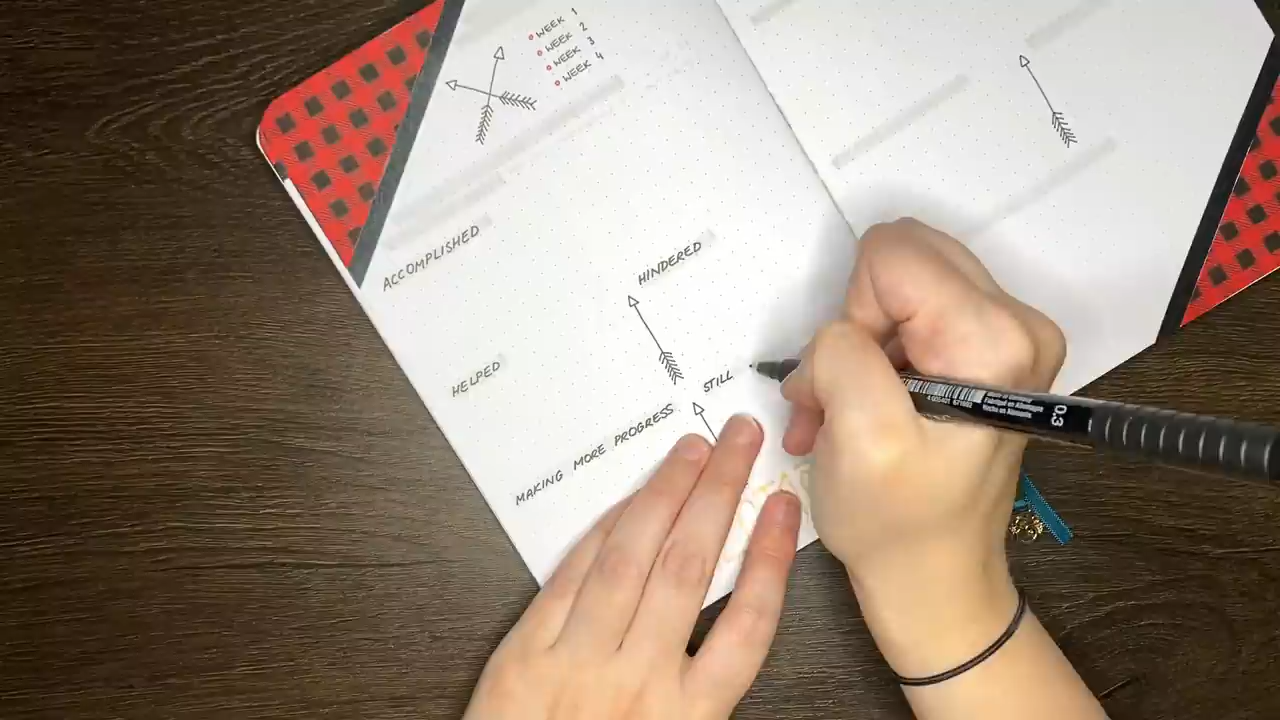 WEEK 1
WEEK 2
WEEK 3
WEEK 4
ACCOMPLISHED
HINDERED
HELPED
STILL
MAKING MORE PROGRESS
0.3